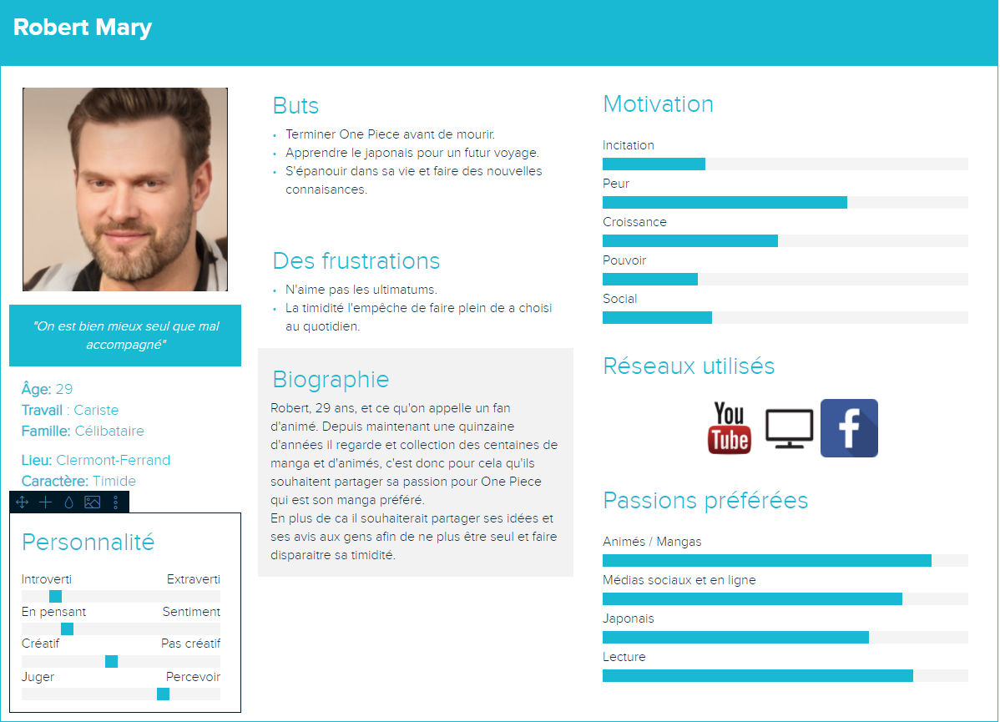 Robert Mary
"On est bien mieux seul que mal
accompagné"
Âge: 29
Travail : Cariste
Famille: Célibataire
Lieu: Clermont-Ferrand
Caractère: Timide
Personnalité
Introverti Extraverti
En pensant Sentiment
Créatif Pas créatif
Juger Percevoir
Buts
Terminer One Piece avant de mourir.
Apprendre le japonais pour un futur voyage.
S'épanouir dans sa vie et faire des nouvelles
connaisances.
Des frustrations
N'aime pas les ultimatums.
La timidité l'empêche de faire plein de a choisi
au quotidien.
Biographie
Robert, 29 ans, et ce qu'on appelle un fan
d'animé. Depuis maintenant une quinzaine
d'années il regarde et collection des centaines de
manga et d'animés, c'est donc pour cela qu'ils
souhaitent partager sa passion pour One Piece
qui est son manga préféré.
En plus de ca il souhaiterait partager ses idées et
ses avis aux gens afin de ne plus être seul et faire
disparaitre sa timidité.
Motivation
Incitation
Peur
Croissance
Pouvoir
Social
Réseaux utilisés
You
Tube
f
Passions préférées
Animés / Mangas
Médias sociaux et en ligne
Japonais
Lecture